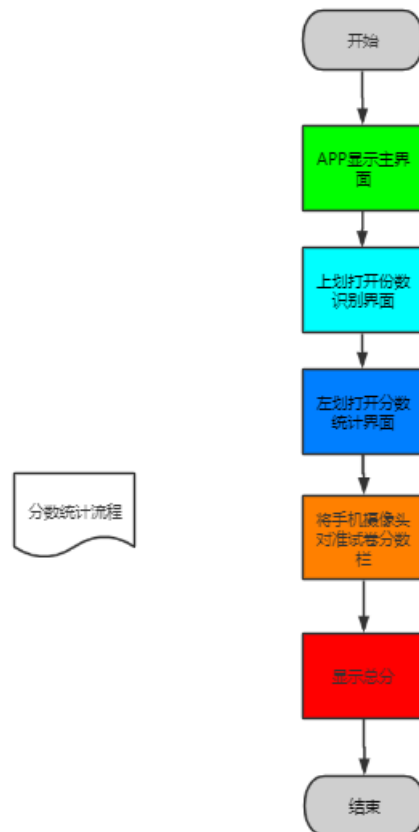 开始
APP显示主界
面
上划打开份数
识别界面
左划打开分数
统计界面
分数统计流程
将手机摄像头
对准试卷分数
栏
显示总分
结束